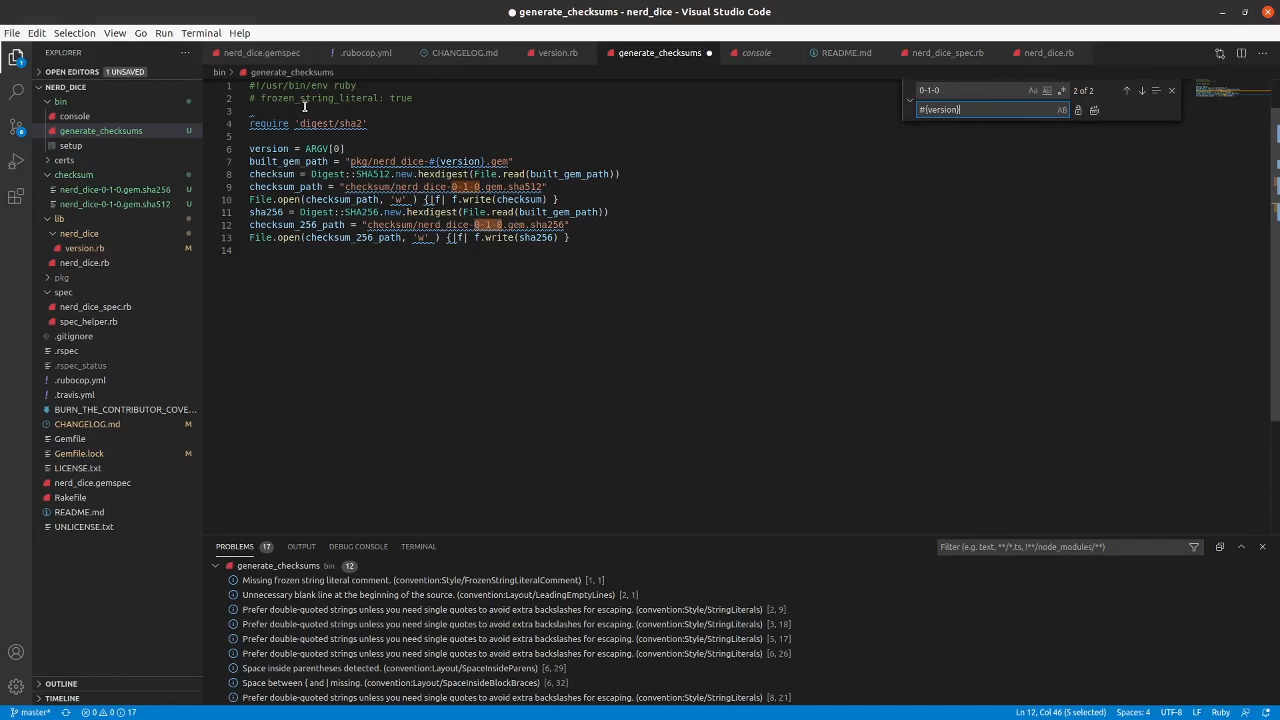 ● generate_checksums - nerd_dice - Visual Studio Code
File Edit Selection View Go Run Terminal Help
EXPLORER
nerd_dice.gemspec
.rubocop.yml
CHANGELOG.md
version.rb
generate_checksums
console
README.md
nerd_dice_spec.rb
nerd_dice.rb
OPEN EDITORS 1 UNSAVED
bin > generate_checksums
NERD_DICE
bin
console
generate_checksums U
setup
certs
checksum
nerd_dice-0-1-0.gem.sha256 U
nerd_dice-0-1-0.gem.sha512 U
lib
nerd_dice
version.rb
nerd_dice.rb
pkg
spec
nerd_dice_spec.rb
spec_helper.rb
.gitignore
.rspec
.rspec_status
.rubocop.yml
.travis.yml
BURN_THE_CONTRIBUTOR_COVE...
CHANGELOG.md M
Gemfile
Gemfile.lock M
LICENSE.txt
nerd_dice.gemspec
Rakefile
README.md
UNLICENSE.txt
OUTLINE
TIMELINE
1 #!/usr/bin/env ruby
2 # frozen_string_literal: true
3
4 require 'digest/sha2'
5
6 version = ARGV[0]
7 built_gem_path = "pkg/nerd_dice-#{version}.gem"
8 checksum = Digest::SHA512.new.hexdigest(File.read(built_gem_path))
9 checksum_path = "checksum/nerd_dice-0-1-0.gem.sha512"
10 File.open(checksum_path, 'w' ) {|f| f.write(checksum) }
11 sha256 = Digest::SHA256.new.hexdigest(File.read(built_gem_path))
12 checksum_256_path = "checksum/nerd_dice-0-1-0.gem.sha256"
13 File.open(checksum_256_path, 'w' ) {|f| f.write(sha256) }
14
0-1-0 Aa Ab .* 2 of 2
#{version} AB
PROBLEMS 17 OUTPUT DEBUG CONSOLE TERMINAL
Filter (e.g. text, **/*.ts, !**/node_modules/**)
generate_checksums bin 12
Missing frozen string literal comment. (convention:Style/FrozenStringLiteralComment) [1, 1]
Unnecessary blank line at the beginning of the source. (convention:Layout/LeadingEmptyLines) [2, 1]
Prefer double-quoted strings unless you need single quotes to avoid extra backslashes for escaping. (convention:Style/StringLiterals) [2, 9]
Prefer double-quoted strings unless you need single quotes to avoid extra backslashes for escaping. (convention:Style/StringLiterals) [3, 18]
Prefer double-quoted strings unless you need single quotes to avoid extra backslashes for escaping. (convention:Style/StringLiterals) [5, 17]
Prefer double-quoted strings unless you need single quotes to avoid extra backslashes for escaping. (convention:Style/StringLiterals) [6, 26]
Space inside parentheses detected. (convention:Layout/SpaceInsideParens) [6, 29]
Space between { and | missing. (convention:Layout/SpaceInsideBlockBraces) [6, 32]
Prefer double-quoted strings unless you need single quotes to avoid extra backslashes for escaping. (convention:Style/StringLiterals) [8, 21]
master* 0 0 17
Ln 12, Col 46 (5 selected) Spaces: 4 UTF-8 LF Ruby